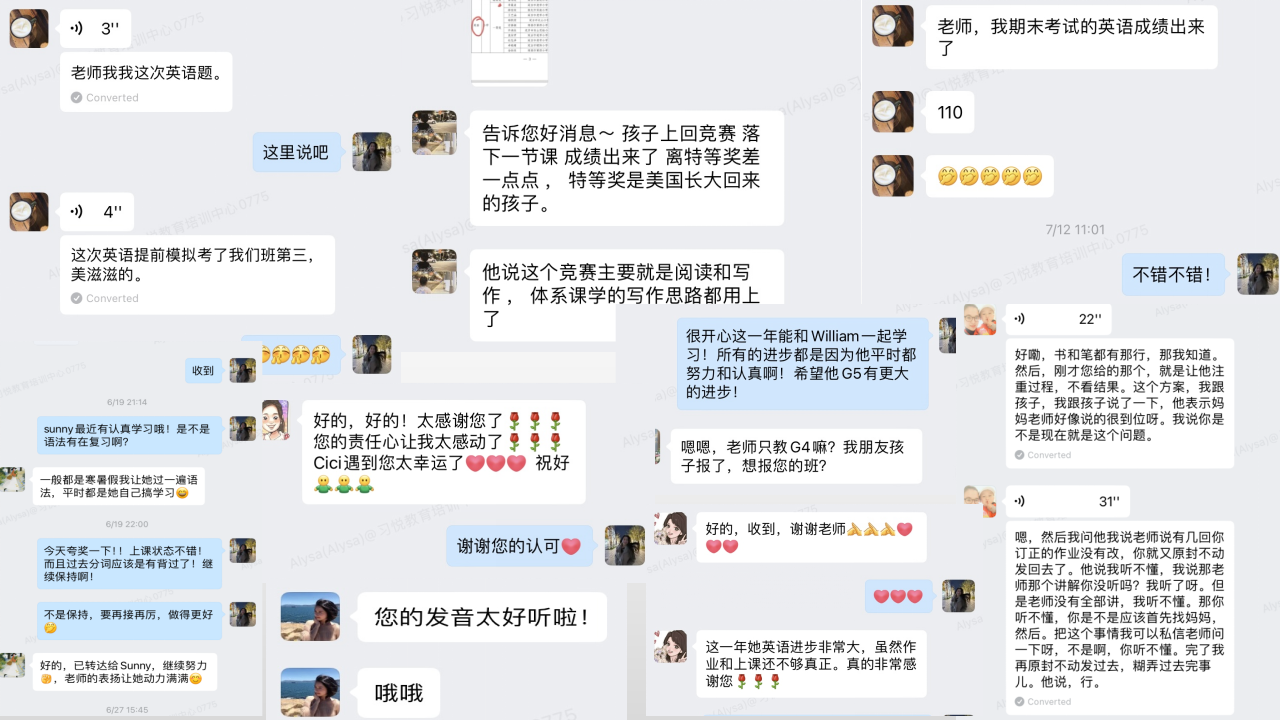 3''
老师我我这次英语题。
Converted
这里说吧
4''
这次英语提前模拟考了我们班第三，
美滋滋的。
Converted
收到
6/19 21:14
sunny最近有认真学习哦！是不是
语法有在复习啊？
一般都是寒暑假我让她过一遍语
法，平时都是她自己搞学习😄
6/19 22:00
今天夸奖一下！！上课状态不错！
而且过去分词应该是有背过了！继
续保持啊！
不是保持，要再接再厉，做得更好
🤭
好的，已转达给Sunny，继续努力
✊，老师的表扬让她动力满满✊
6/27 15:45
告诉您好消息～ 孩子上回竞赛 落
下一节课 成绩出来了 离特等奖差
一点点 ， 特等奖是美国长大回来
的孩子。
他说这个竞赛主要就是阅读和写
作 ， 体系课学的写作思路都用上
了
好的，好的！太感谢您了🌹🌹🌹
您的责任心让我太感动了🌹🌹🌹
Cici遇到您太幸运了❤️❤️❤️ 祝好
谢谢您的认可❤️
您的发音太好听啦！
哦哦
老师，我期末考试的英语成绩出来
了
110
🤭🤭🤭🤭🤭
7/12 11:01
不错不错！
很开心这一年能和William一起学
习！所有的进步都是因为他平时都
努力和认真啊！希望他G5有更大
的进步！
嗯嗯，老师只教G4嘛？我朋友孩
子报了，想报您的班？
好的，收到，谢谢老师🙏🙏🙏❤️
❤️❤️
❤️❤️❤️
这一年她英语进步非常大，虽然作
业和上课还不够真正。真的非常感
谢您🌹🌹🌹
22''
好嘞，书和笔都有那行，那我知道。
然后，刚才您给的那个，就是让他注
重过程，不看结果。这个方案，我跟
孩子，我跟孩子说了一下，他表示妈
妈老师好像说的很到位呀。我说你是
不是现在就是这个问题。
Converted
31''
嗯，然后我问他我说老师说有几回你
订正的作业没有改，你就又原封不动
发回去了。他说我听不懂，我说那老
师那个讲解你没听吗？我听了呀。但
是老师没有全部讲，我听不懂。那你
听不懂，你是不是应该首先找妈妈，
然后。把这个事情我可以私信老师问
一下呀，不是啊，你听不懂。完了我
再原封不动发过去，糊弄过去完事
儿。他说，行。
Converted